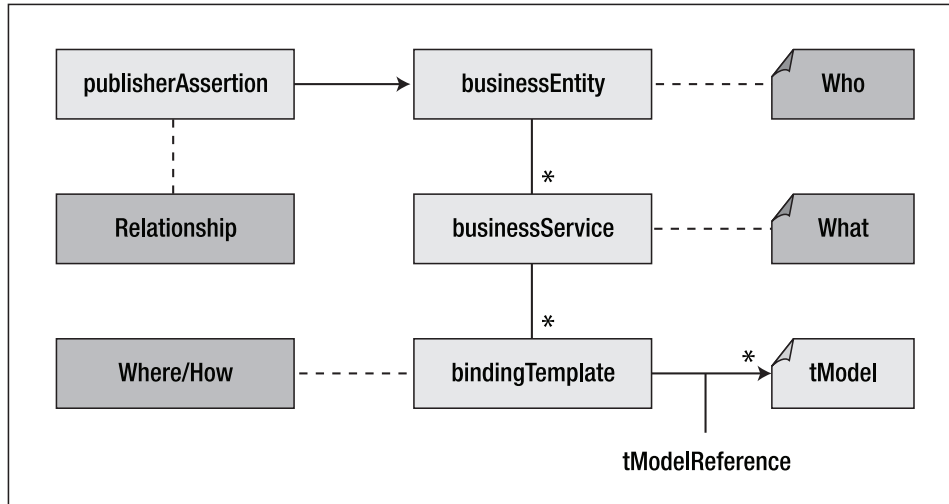 publisherAssertion
businessEntity
Who
*
Relationship
businessService
What
*
*
Where/How
bindingTemplate
tModel
tModelReference